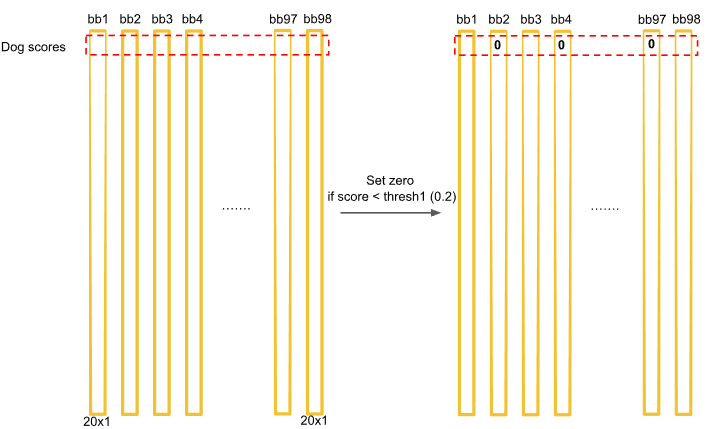 bb1 bb2 bb3 bb4 bb97 bb98 bb1 bb2 bb3 bb4 bb97 bb98
Dog scores
0 0 0
Set zero
if score < thresh1 (0.2)
....... .......
20x1 20x1